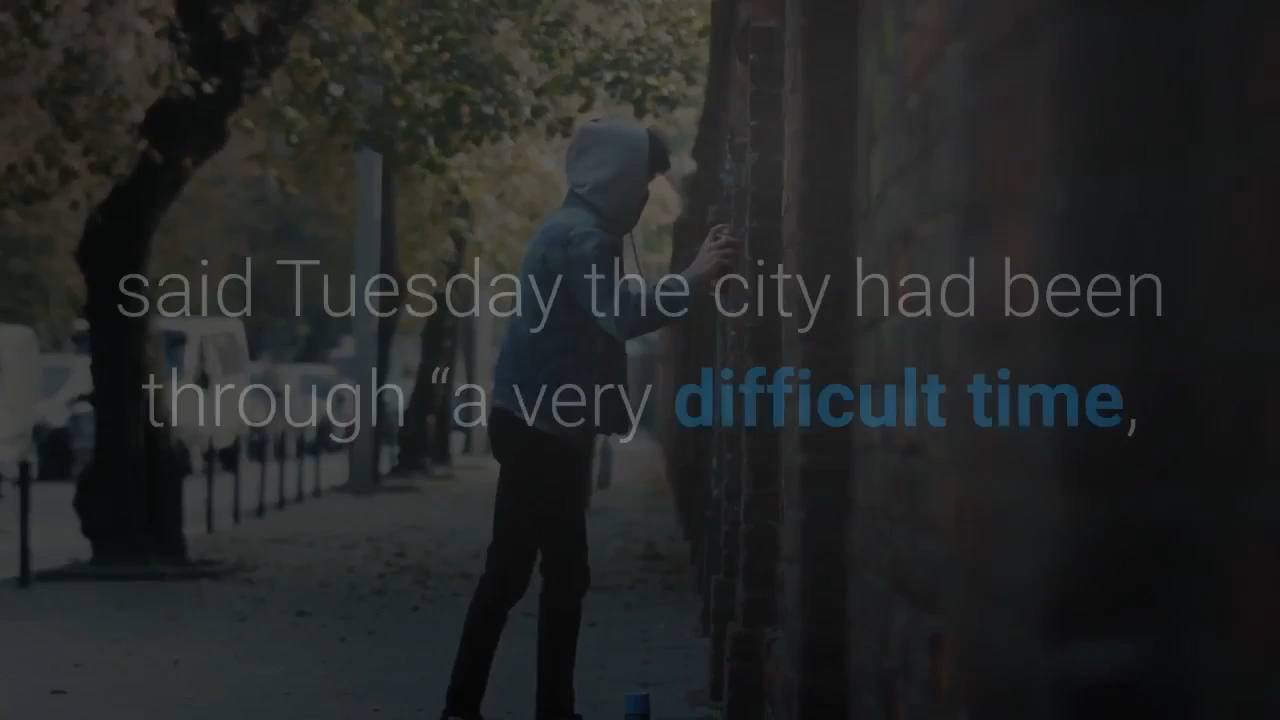 said Tuesday the city had been
through “a very difficult time,